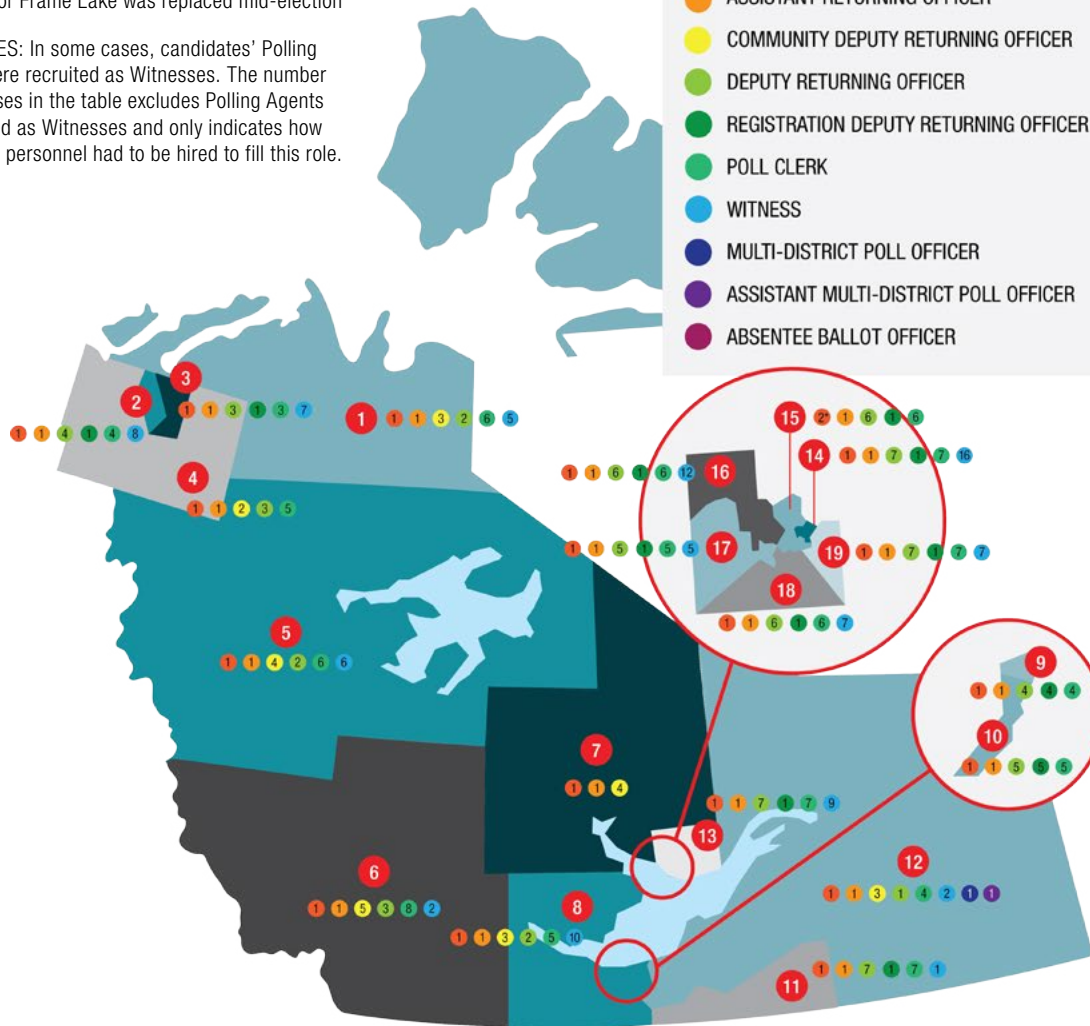 or Frame Lake was replaced mid-election
ES: In some cases, candidates’ Polling
ere recruited as Witnesses. The number
ses in the table excludes Polling Agents
d as Witnesses and only indicates how
personnel had to be hired to fill this role.
ASSISTANT RETURNING OFFICER
COMMUNITY DEPUTY RETURNING OFFICER
DEPUTY RETURNING OFFICER
REGISTRATION DEPUTY RETURNING OFFICER
POLL CLERK
WITNESS
MULTI-DISTRICT POLL OFFICER
ASSISTANT MULTI-DISTRICT POLL OFFICER
ABSENTEE BALLOT OFFICER
3
1 1 3 1 3 7
2
1 1 4 1 4 8
1
1 1 3 2 6 5
4
1 1 2 3 5
15
2* 1 6 1 6
14
1 1 7 1 7 16
16
1 1 6 1 6 12
17
1 1 5 1 5 5
19
1 1 7 1 7 7
18
1 1 6 1 6 7
5
1 1 4 2 6 6
9
1 1 4 4 4
10
1 1 5 5 5
7
1 1 4
1 1 7 1 7 9
13
12
1 1 3 1 4 2 1 1
6
1 1 5 3 8 2
8
1 1 3 2 5 10
11
1 1 7 1 7 1